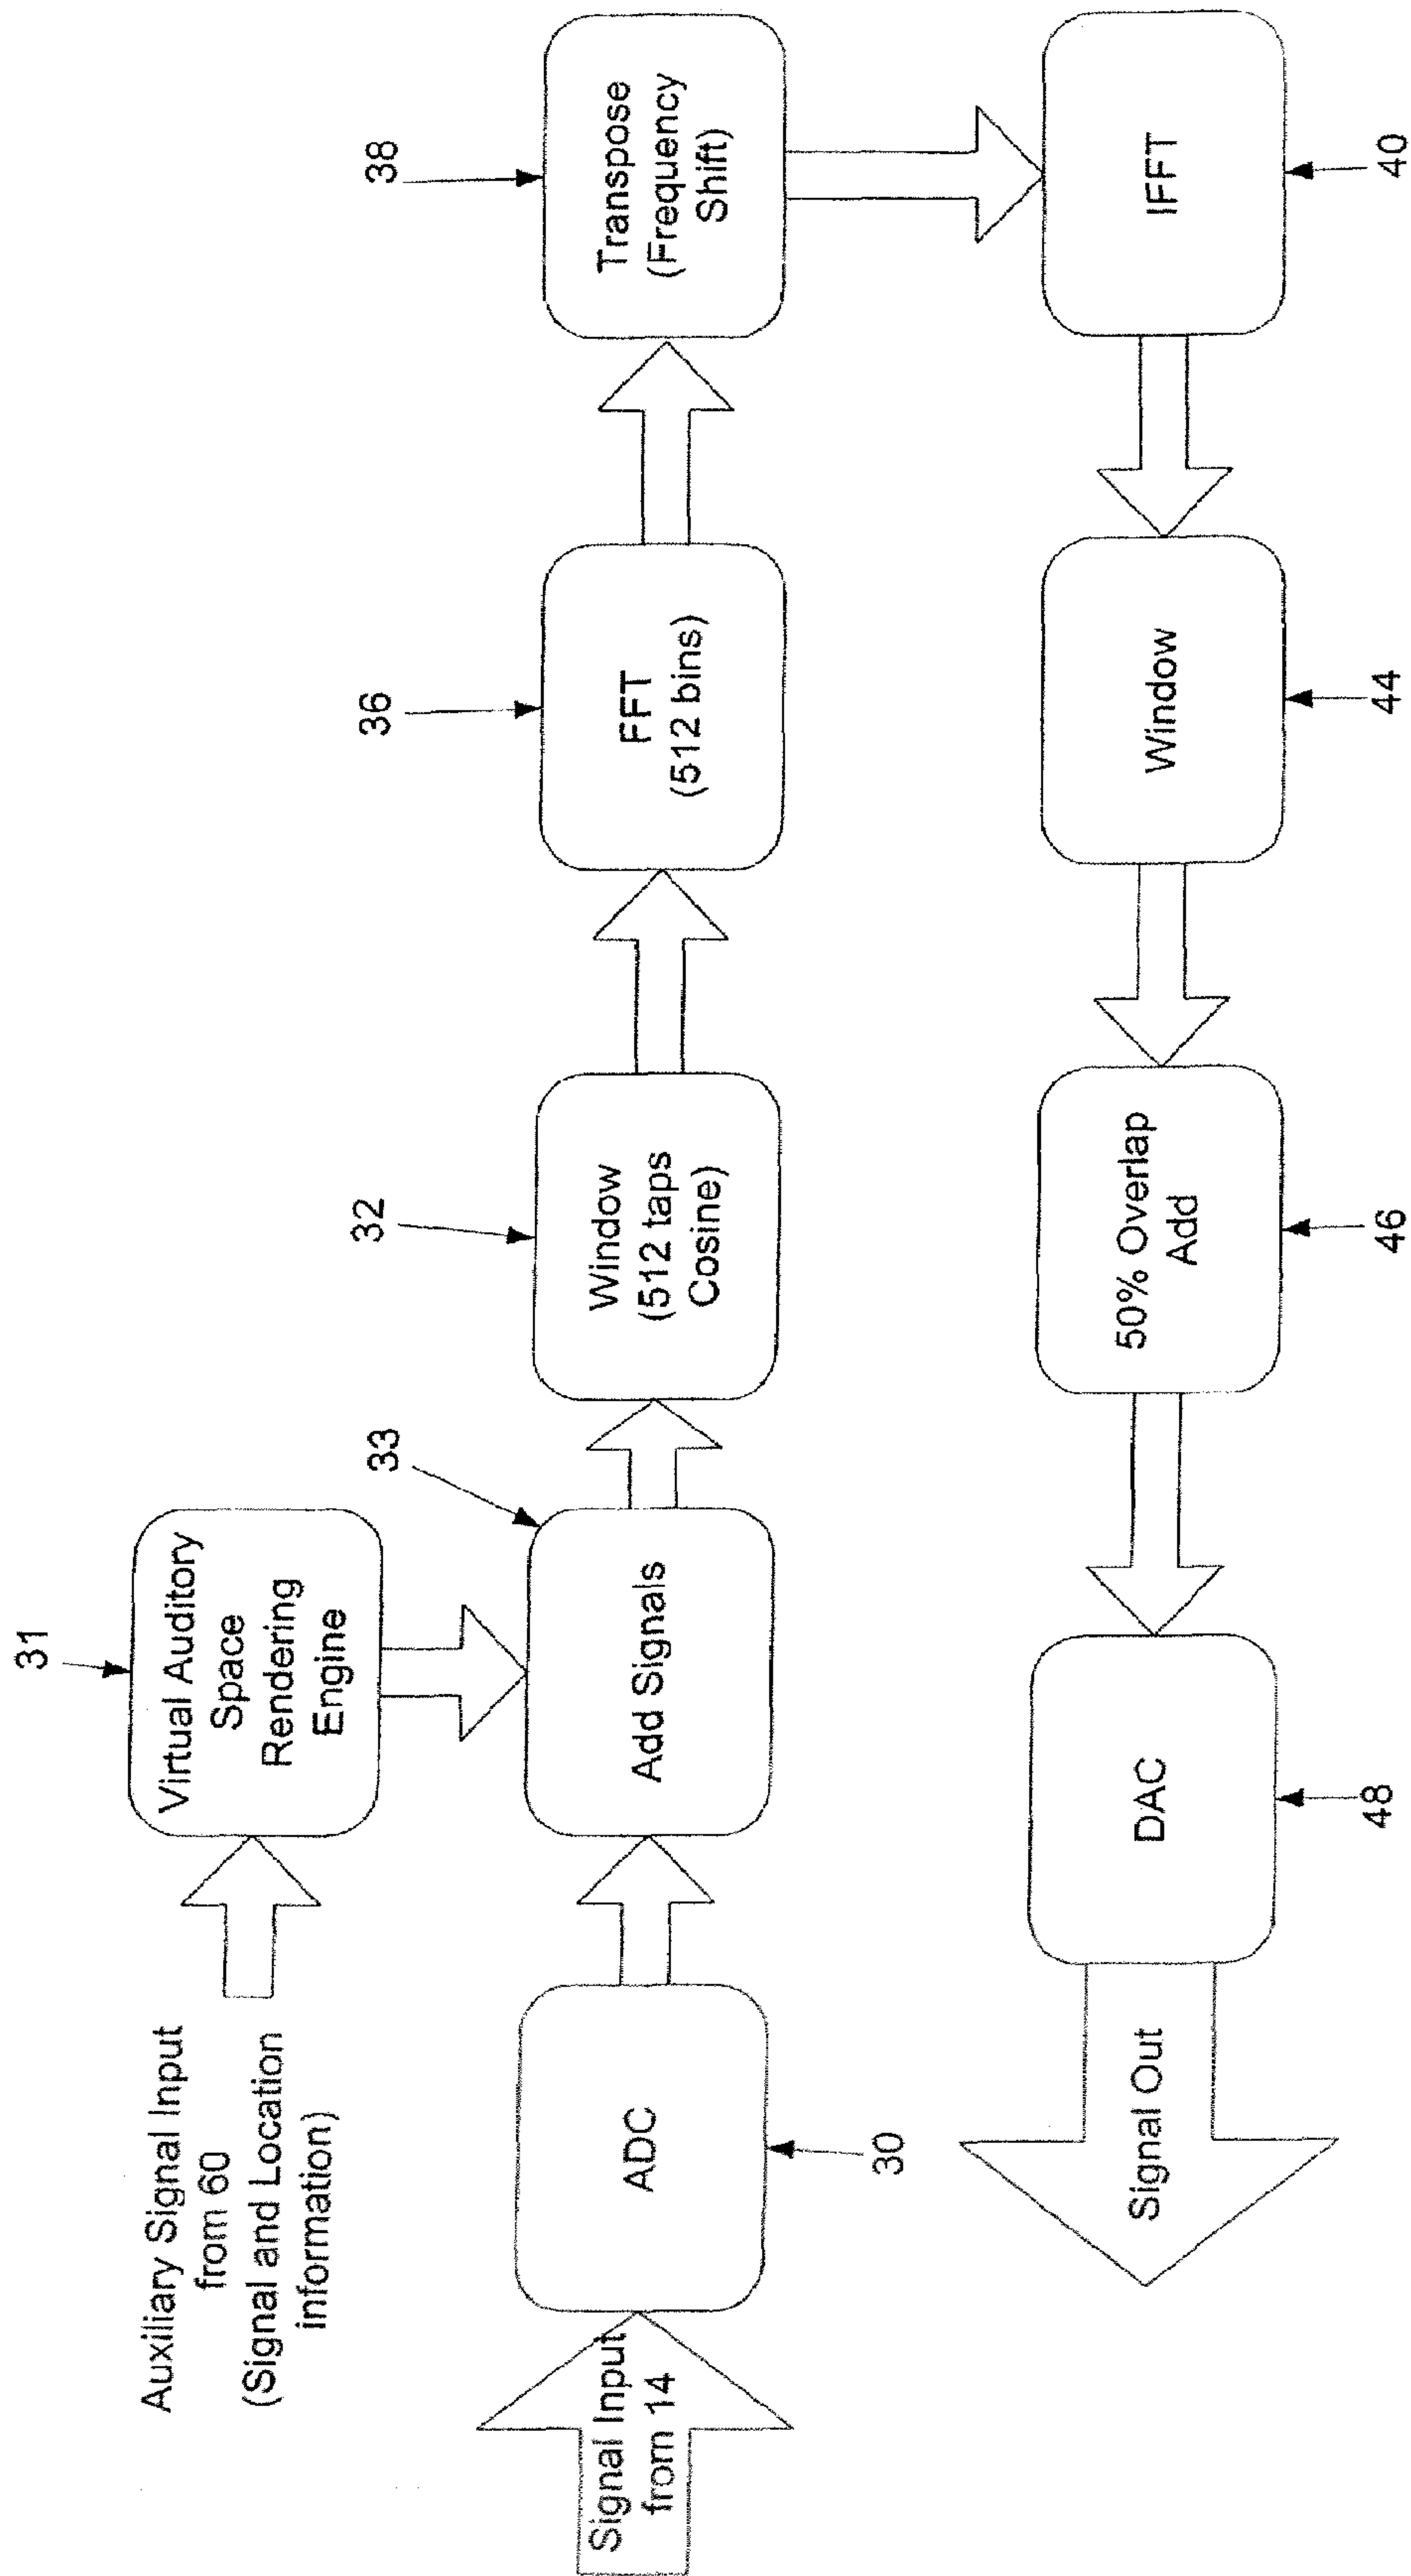 31
Virtual Auditory
Space
Rendering
Engine
Auxiliary Signal Input
from 60
(Signal and Location
information)
Signal Input
from 14
ADC
30
Add Signals
33
Window
(512 taps
Cosine)
32
FFT
(512 bins)
36
Transpose
(Frequency
Shift)
38
IFFT
40
Window
44
50% Overlap
Add
46
DAC
48
Signal Out